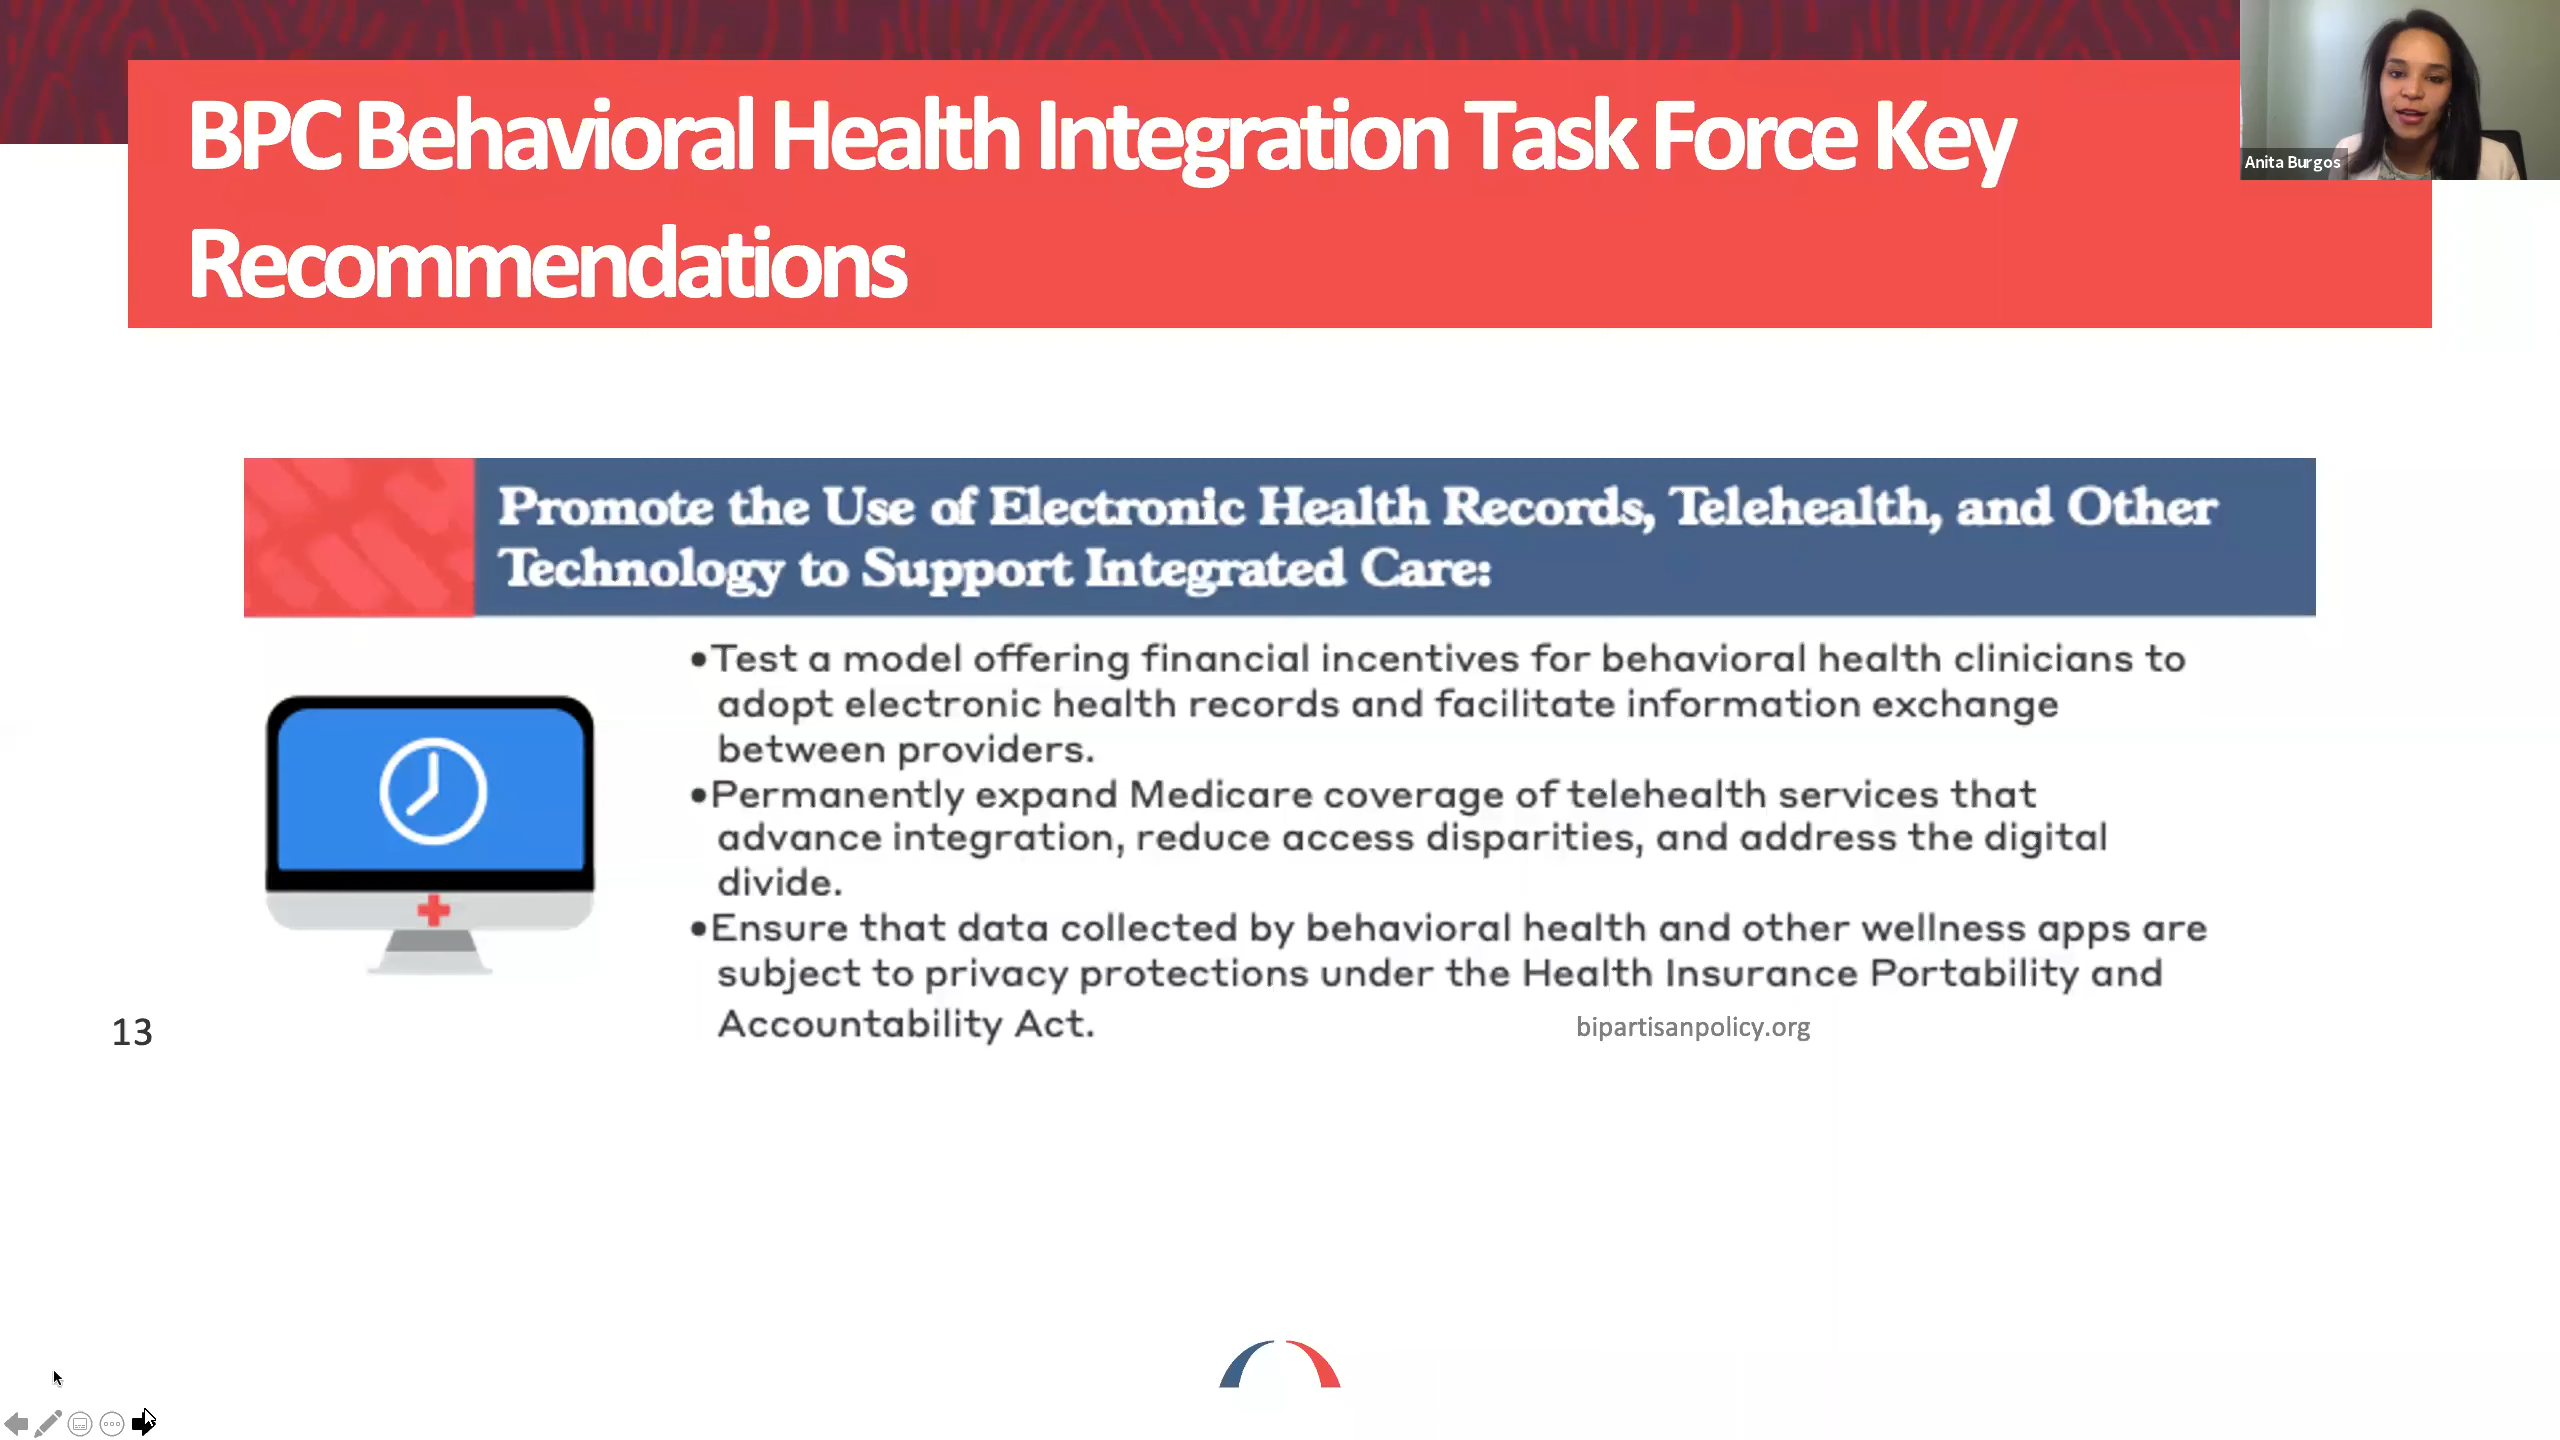 BPC Behavioral Health Integration Task Force Key
Recommendations
Anita Burgos
Promote the Use of Electronic Health Records, Telehealth, and Other
Technology to Support Integrated Care:
•Test a model offering financial incentives for behavioral health clinicians to
adopt electronic health records and facilitate information exchange
between providers.
•Permanently expand Medicare coverage of telehealth services that
advance integration, reduce access disparities, and address the digital
divide.
•Ensure that data collected by behavioral health and other wellness apps are
subject to privacy protections under the Health Insurance Portability and
Accountability Act.
bipartisanpolicy.org
13